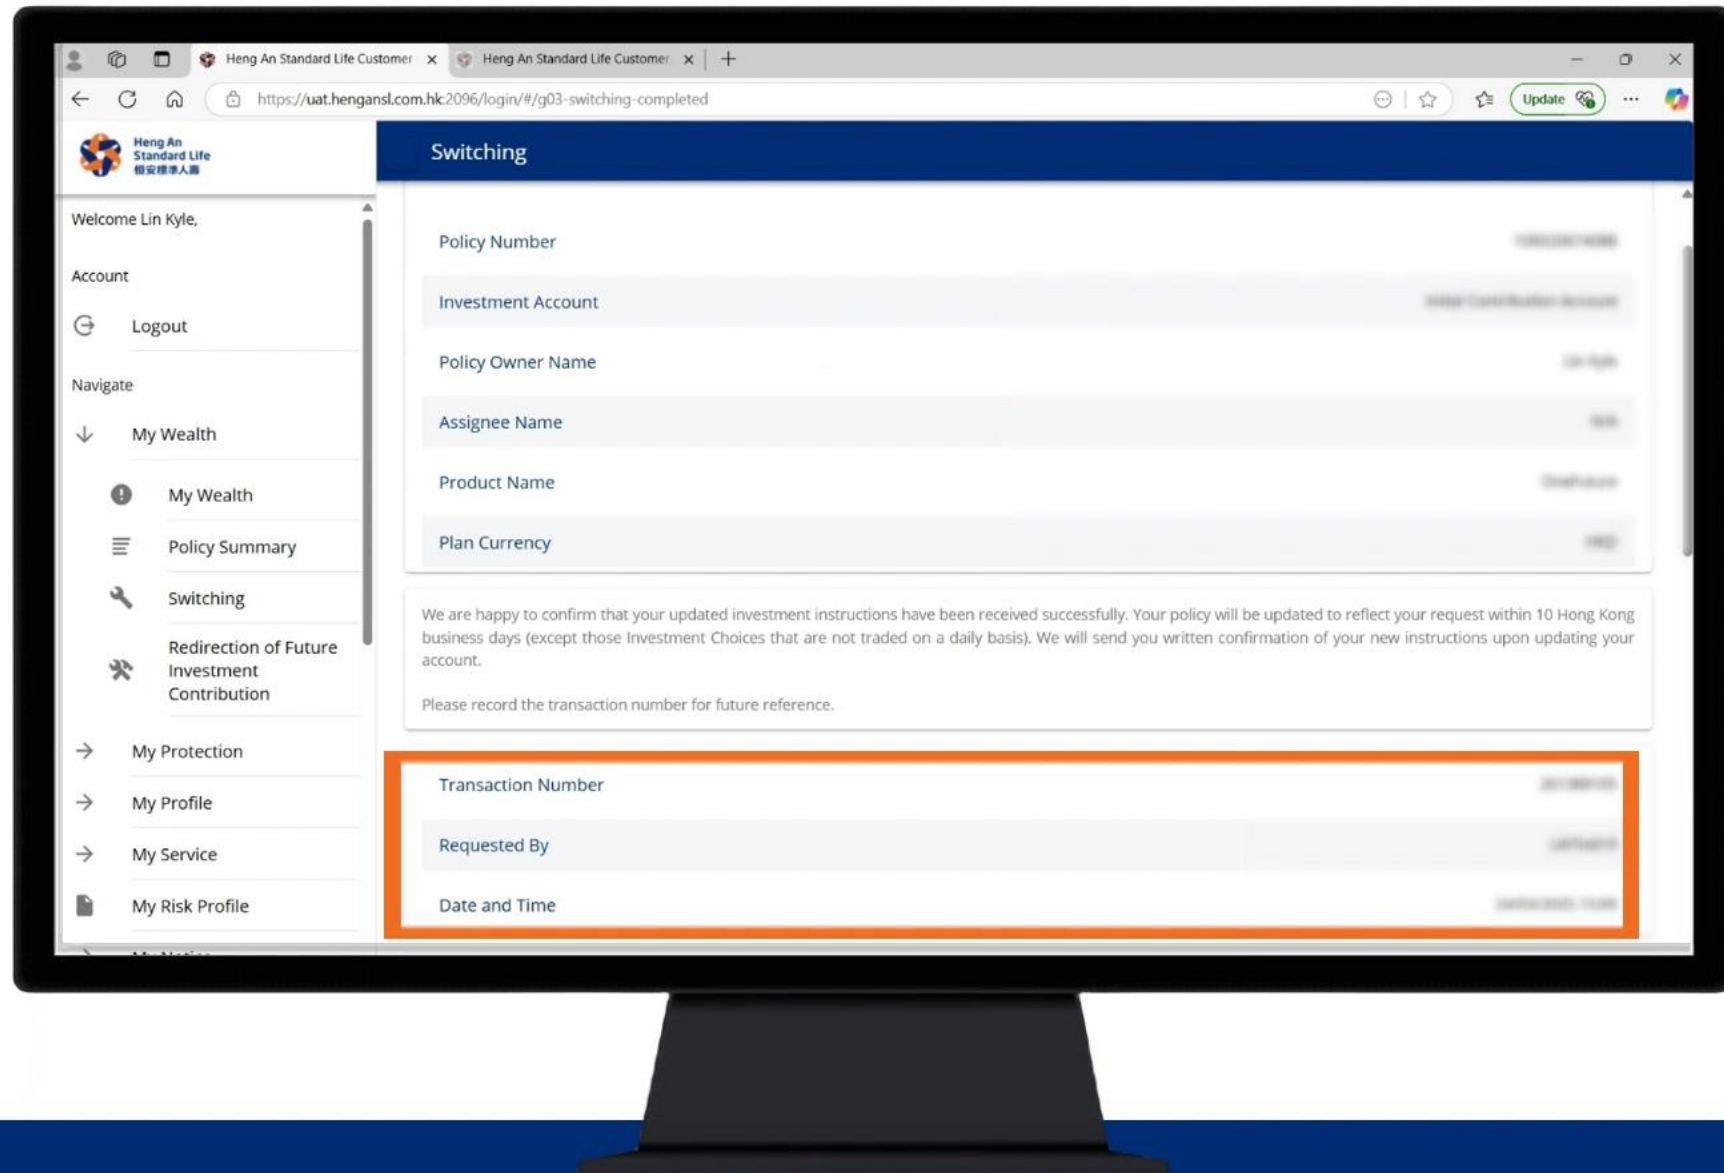 Heng An Standard Life Customer
Heng An Standard Life Customer
https://uat.hengansl.com.hk:2096/login/#/g03-switching-completed
Update
Heng An
Standard Life
恒安標準人壽
Switching
Welcome Lin Kyle,
Account
Logout
Navigate
My Wealth
My Wealth
Policy Summary
Switching
Redirection of Future
Investment
Contribution
My Protection
My Profile
My Service
My Risk Profile
Policy Number
Investment Account
Policy Owner Name
Assignee Name
Product Name
Plan Currency
We are happy to confirm that your updated investment instructions have been received successfully. Your policy will be updated to reflect your request within 10 Hong Kong
business days (except those Investment Choices that are not traded on a daily basis). We will send you written confirmation of your new instructions upon updating your
account.
Please record the transaction number for future reference.
Transaction Number
Requested By
Date and Time